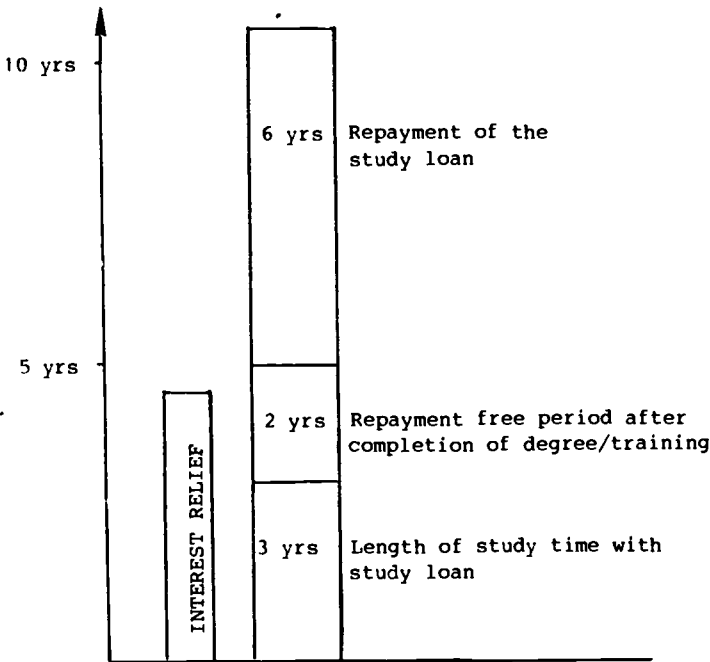 10 yrs
6 yrs Repayment of the
study loan
5 yrs
2 yrs Repayment free period after
completion of degree/training
INTEREST RELIEF
3 yrs Length of study time with
study loan